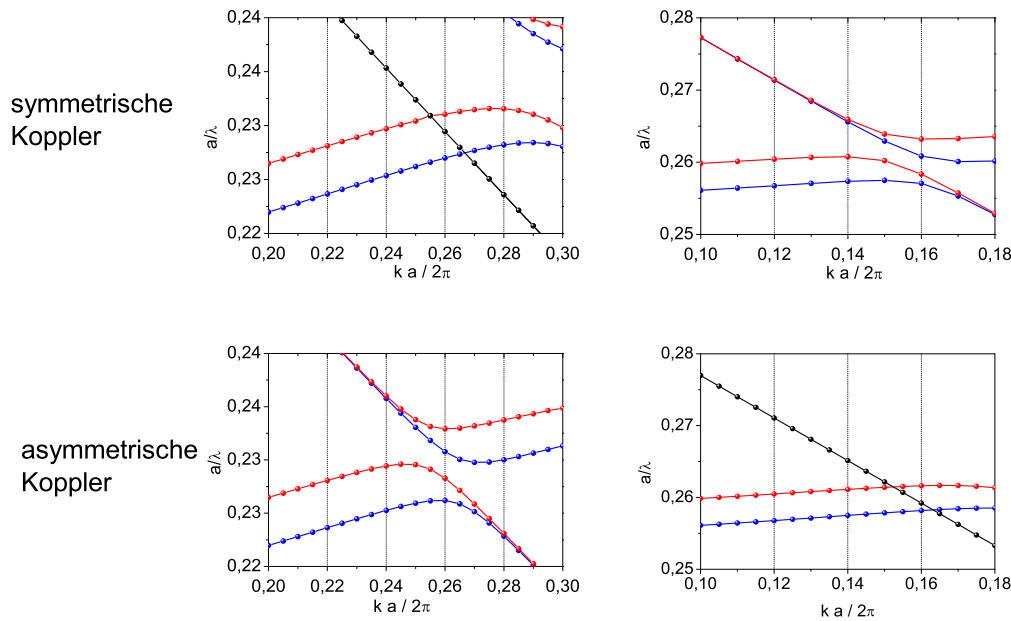 symmetrische
Koppler
a/λ
0,24
0,24
0,23
0,23
0,22
0,20 0,22 0,24 0,26 0,28 0,30
k a / 2π
a/λ
0,28
0,27
0,26
0,25
0,10 0,12 0,14 0,16 0,18
k a / 2π
asymmetrische
Koppler
a/λ
0,24
0,24
0,23
0,23
0,22
0,20 0,22 0,24 0,26 0,28 0,30
k a / 2π
a/λ
0,28
0,27
0,26
0,25
0,10 0,12 0,14 0,16 0,18
k a / 2π